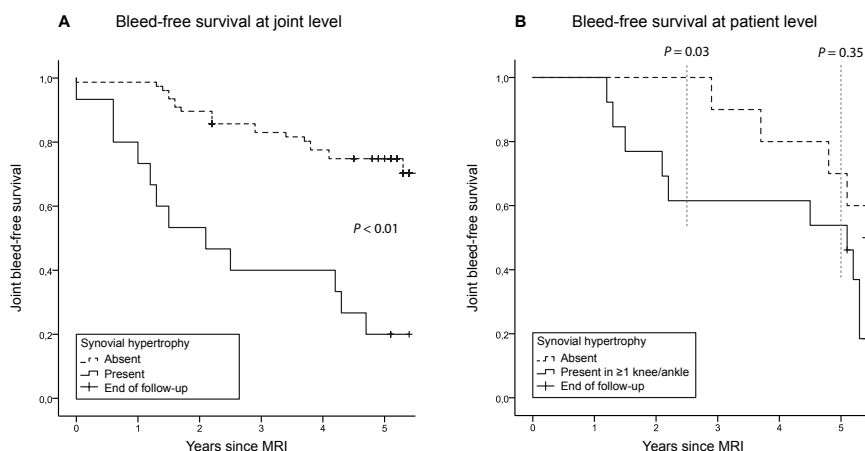 A Bleed-free survival at joint level
Joint bleed-free survival
1,0
0,8
0,6
0,4
0,2
0,0
P < 0.01
Synovial hypertrophy
Absent
Present
End of follow-up
0 1 2 3 4 5
Years since MRI
B Bleed-free survival at patient level
P = 0.03
P = 0.35
Joint bleed-free survival
1,0
0,8
0,6
0,4
0,2
0,0
Synovial hypertrophy
Absent
Present in ≥1 knee/ankle
End of follow-up
0 1 2 3 4 5
Years since MRI